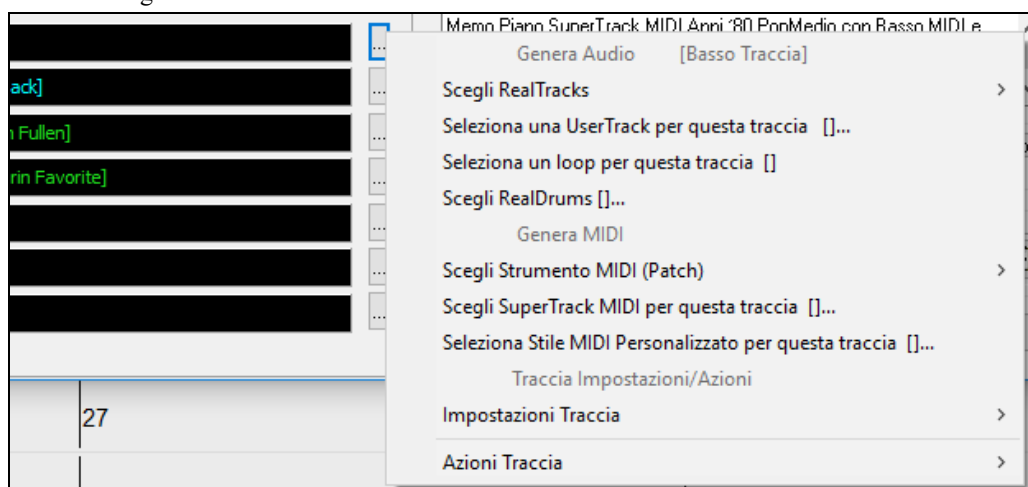 Memo Piano SuperTrack MIDI Anni '80 PopMedio con Basso MIDI e
...
Genera Audio [Basso Traccia]
ack]
...
Scegli RealTracks
n Fullen]
...
Seleziona una UserTrack per questa traccia []...
Seleziona un loop per questa traccia []
rin Favorite]
...
Scegli RealDrums []...
...
Genera MIDI
...
Scegli Strumento MIDI (Patch)
...
Scegli SuperTrack MIDI per questa traccia []...
Seleziona Stile MIDI Personalizzato per questa traccia []...
Traccia Impostazioni/Azioni
27
Impostazioni Traccia
Azioni Traccia